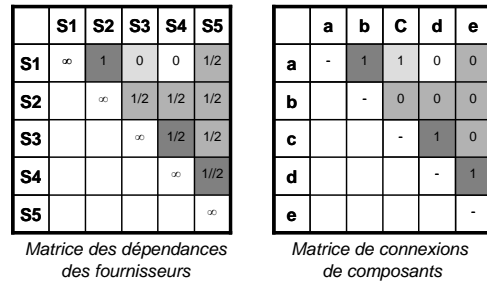 S1 S2 S3 S4 S5
S1 ∞ 1 0 0 1/2
S2 ∞ 1/2 1/2 1/2
S3 ∞ 1/2 1/2
S4 ∞ 1//2
S5 ∞
Matrice des dépendances
des fournisseurs
a b C d e
a - 1 1 0 0
b - 0 0 0
c - 1 0
d - 1
e -
Matrice de connexions
de composants